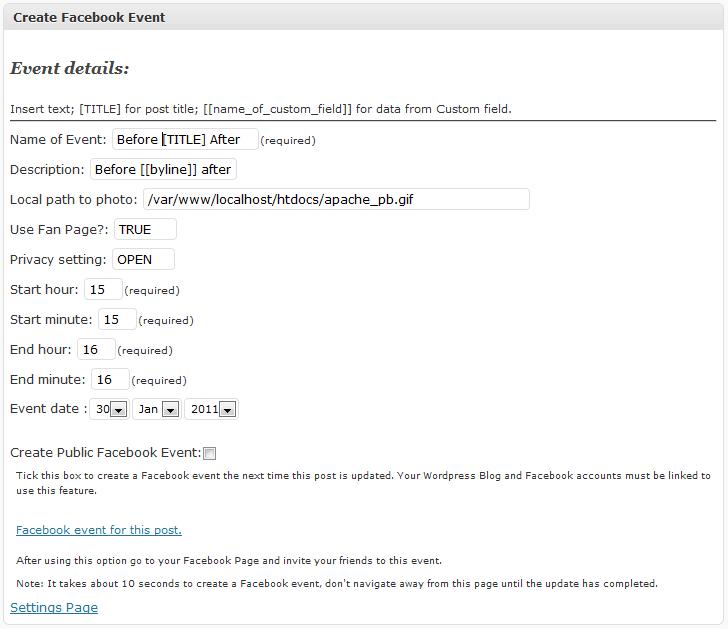 Create Facebook Event
Event details:
Insert text; [TITLE] for post title; [[name_of_custom_field]] for data from Custom field.
Name of Event: Before [TITLE] After (required)
Description: Before [[byline]] after
Local path to photo: /var/www/localhost/htdocs/apache_pb.gif
Use Fan Page?: TRUE
Privacy setting: OPEN
Start hour: 15 (required)
Start minute: 15 (required)
End hour: 16 (required)
End minute: 16 (required)
Event date : 30 Jan 2011
Create Public Facebook Event:
Tick this box to create a Facebook event the next time this post is updated. Your Wordpress Blog and Facebook accounts must be linked to
use this feature.
Facebook event for this post.
After using this option go to your Facebook Page and invite your friends to this event.
Note: It takes about 10 seconds to create a Facebook event, don't navigate away from this page until the update has completed.
Settings Page